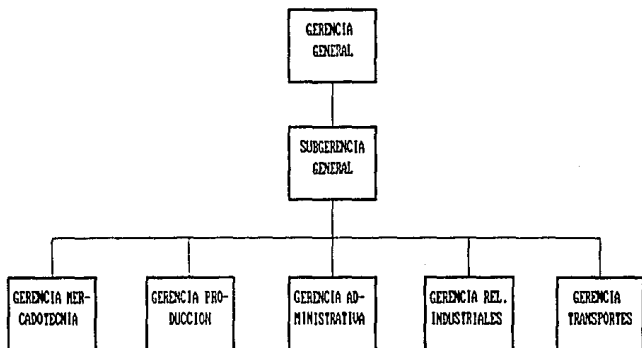 GERENCIA
GENERAL
SUBGERENCIA
GENERAL
GERENCIA MER-
CADOTECNIA
GERENCIA PRO-
DUCCION
GERENCIA AD-
MINISTRATIVA
GERENCIA REL.
INDUSTRIALES
GERENCIA
TRANSPORTES